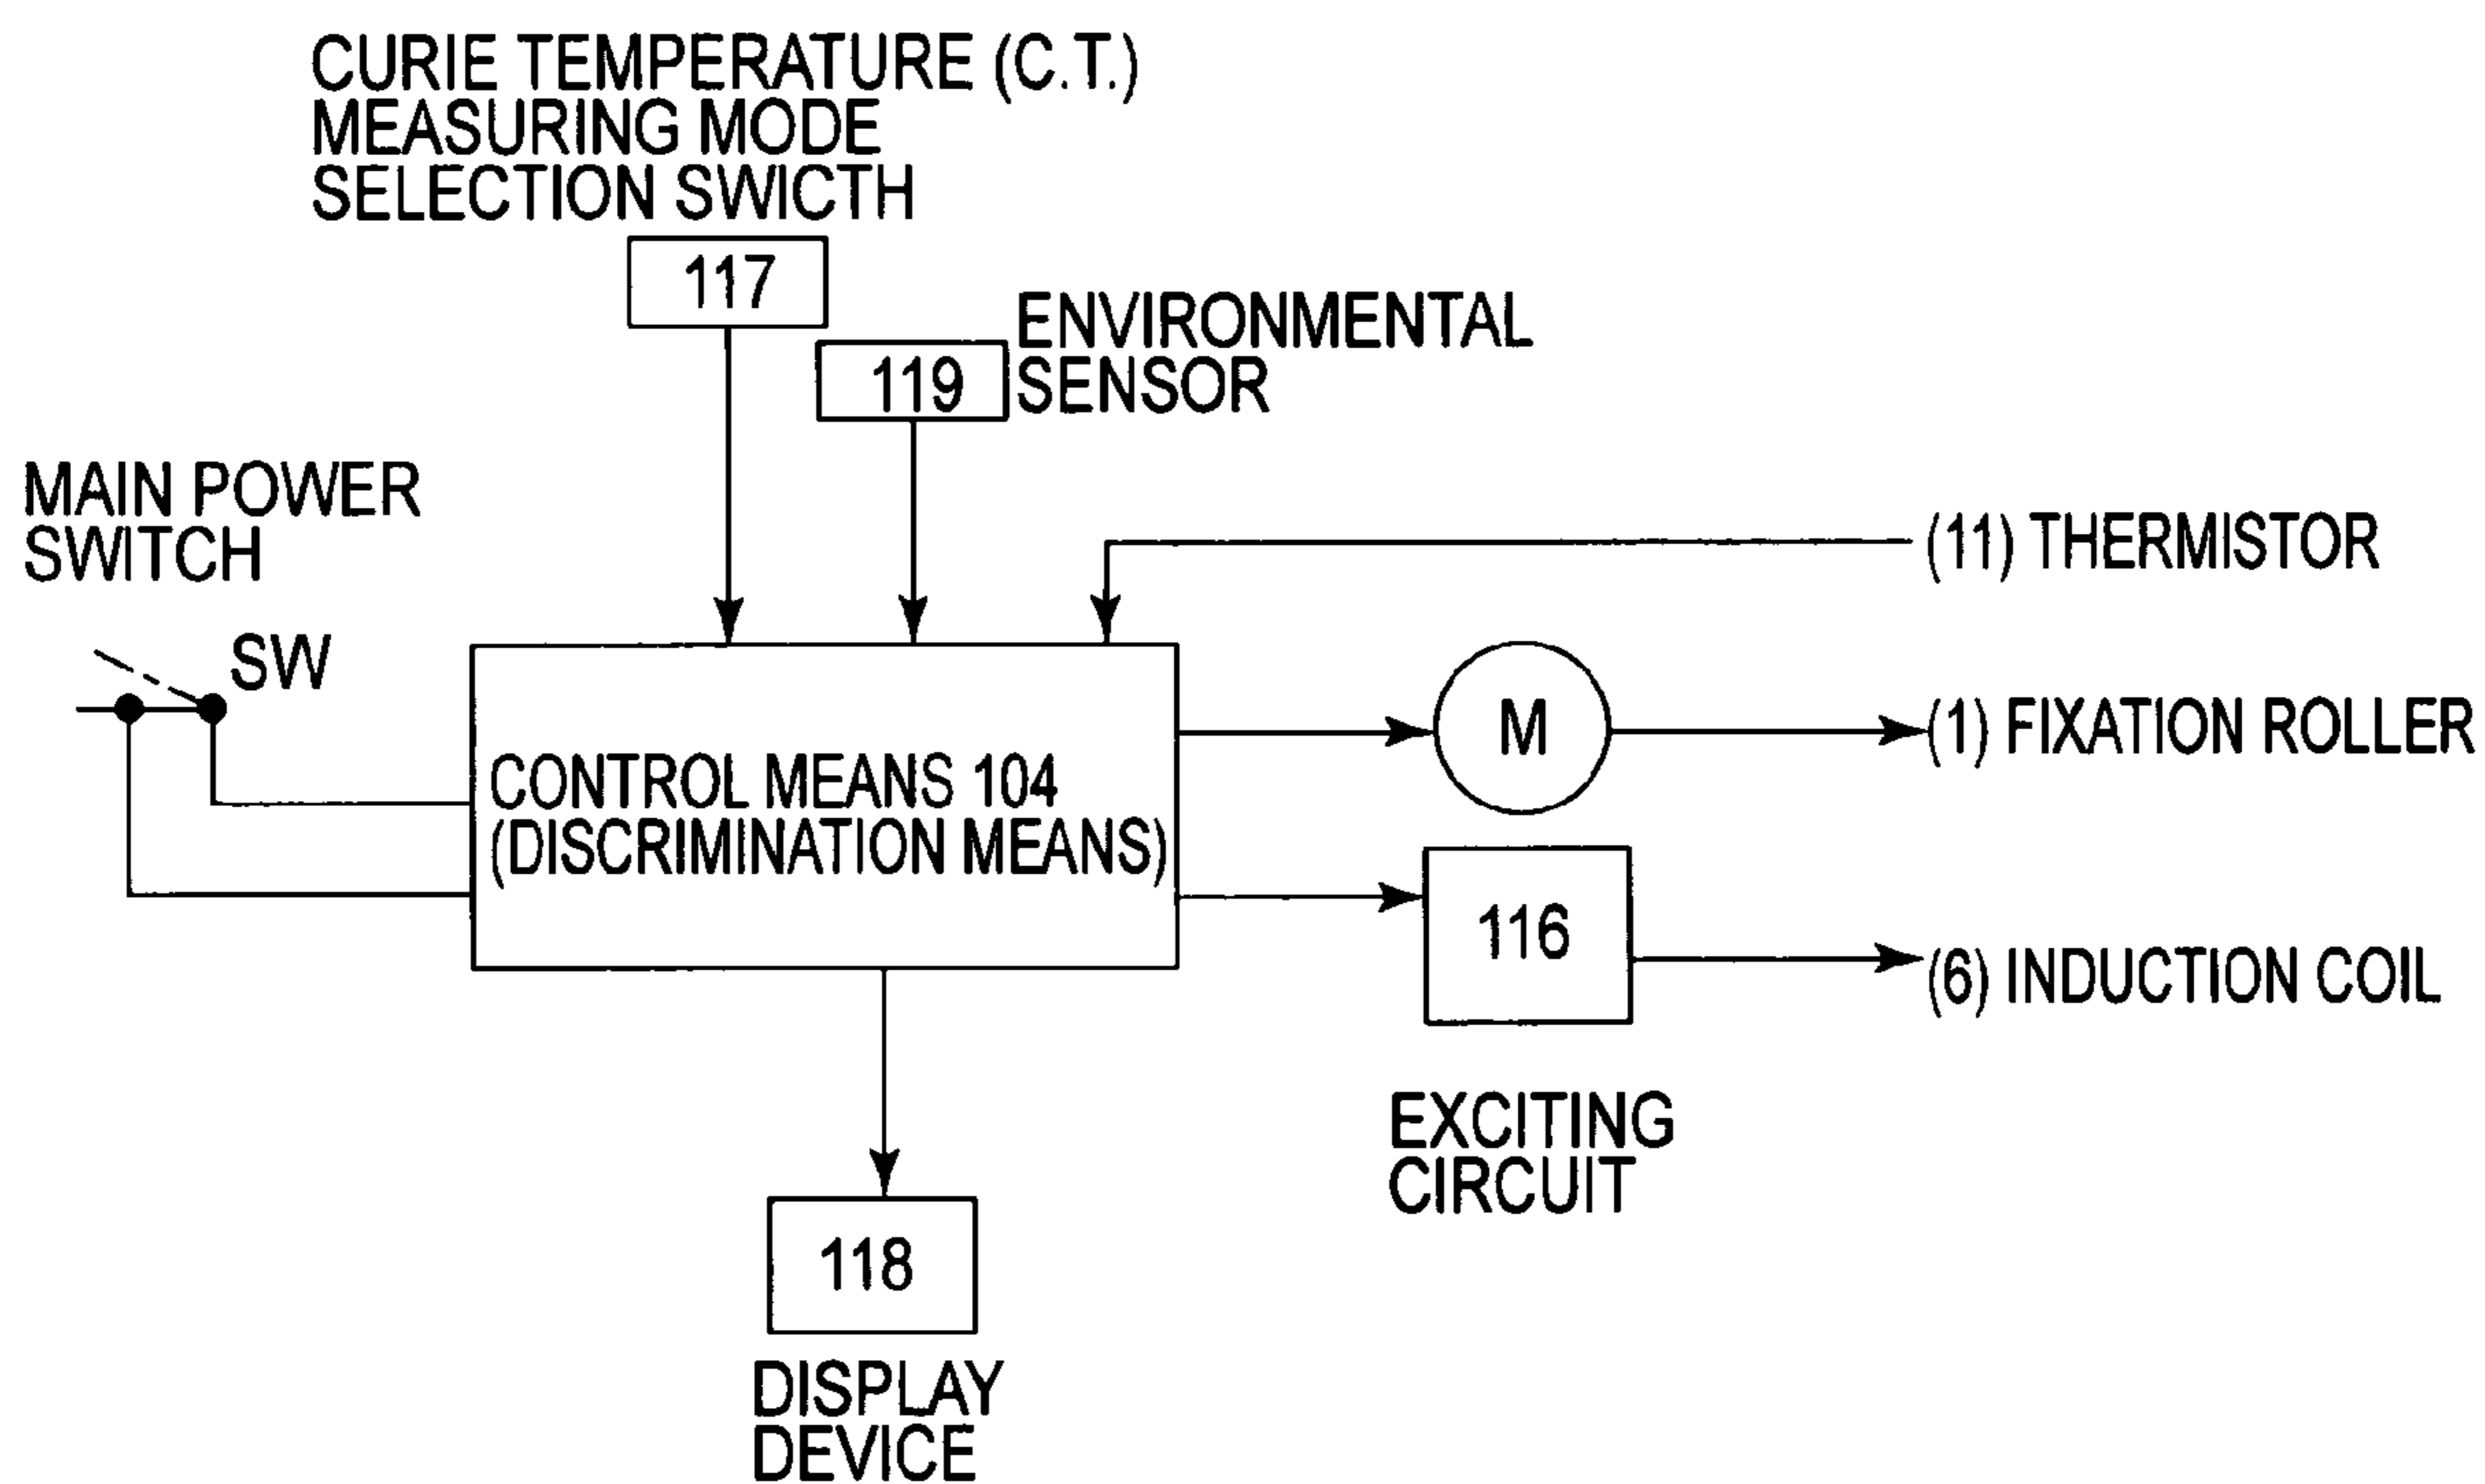 CURIE TEMPERATURE (C.T.)
MEASURING MODE
SELECTION SWICTH
117
119
ENVIRONMENTAL
SENSOR
MAIN POWER
SWITCH
SW
(11) THERMISTOR
M
(1) FIXATION ROLLER
CONTROL MEANS 104
(DISCRIMINATION MEANS)
116
(6) INDUCTION COIL
EXCITING
CIRCUIT
118
DISPLAY
DEVICE